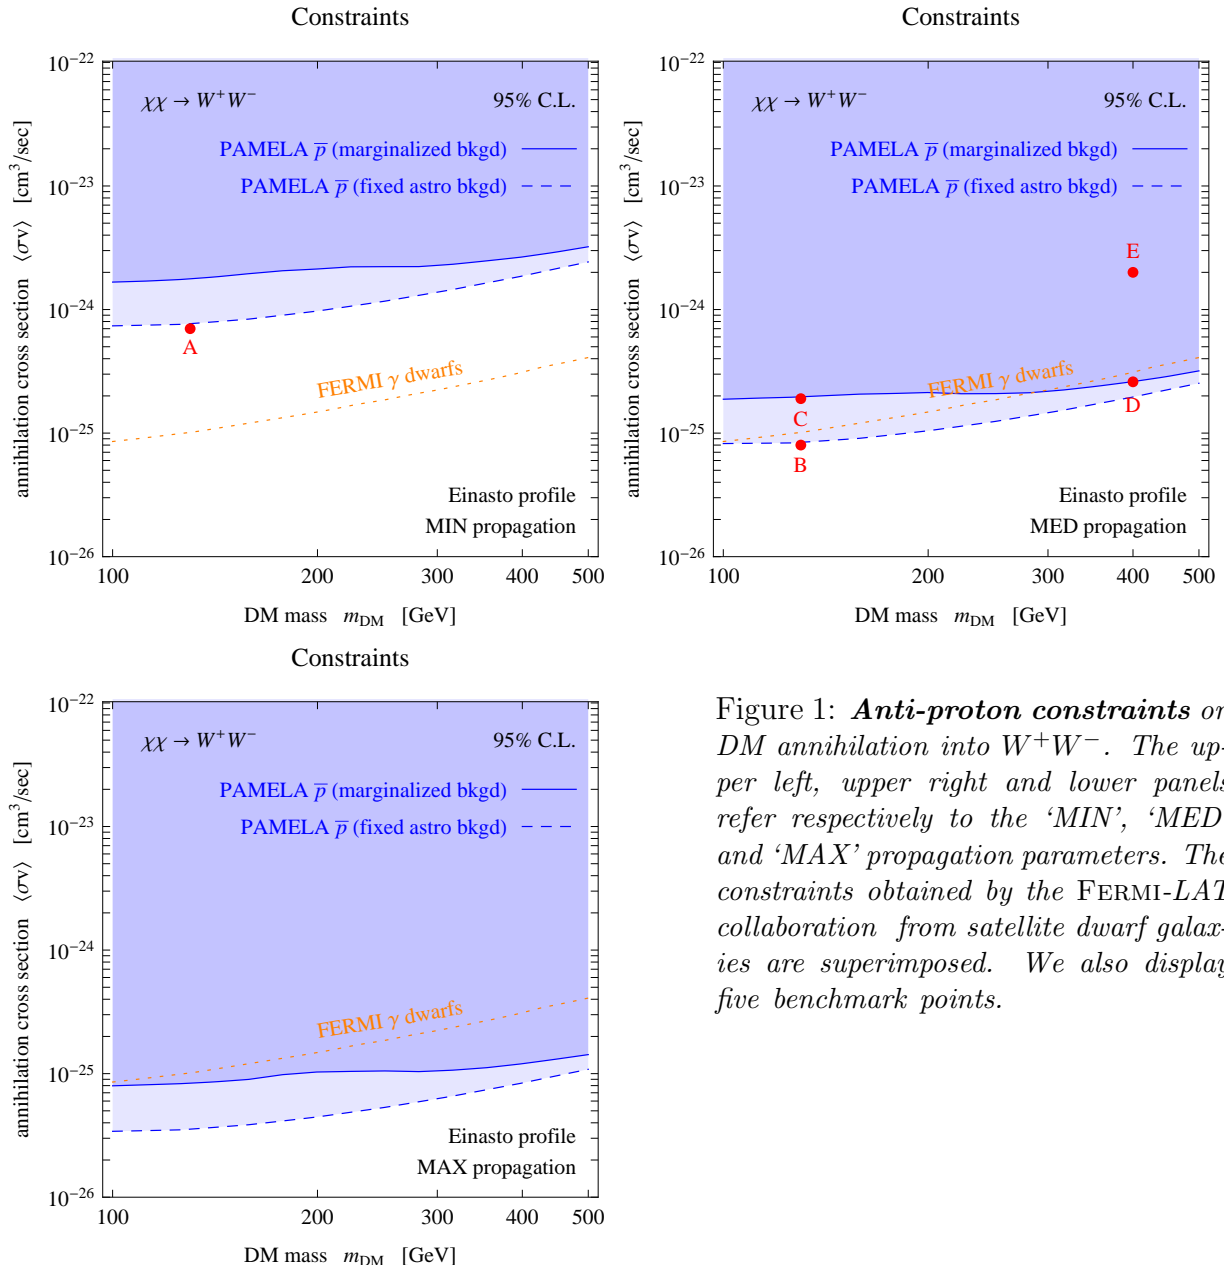 Constraints
10⁻²²
10⁻²³
10⁻²⁴
10⁻²⁵
10⁻²⁶
annihilation cross section ⟨σv⟩ [cm³/sec]
χχ → W⁺W⁻
95% C.L.
PAMELA p̅ (marginalized bkgd)
PAMELA p̅ (fixed astro bkgd)
A
FERMI γ dwarfs
Einasto profile
MIN propagation
100 200 300 400 500
DM mass m_DM [GeV]
Constraints
10⁻²²
10⁻²³
10⁻²⁴
10⁻²⁵
10⁻²⁶
annihilation cross section ⟨σv⟩ [cm³/sec]
χχ → W⁺W⁻
95% C.L.
PAMELA p̅ (marginalized bkgd)
PAMELA p̅ (fixed astro bkgd)
E
FERMI γ dwarfs
C
D
B
Einasto profile
MED propagation
100 200 300 400 500
DM mass m_DM [GeV]
Constraints
10⁻²²
10⁻²³
10⁻²⁴
10⁻²⁵
10⁻²⁶
annihilation cross section ⟨σv⟩ [cm³/sec]
χχ → W⁺W⁻
95% C.L.
PAMELA p̅ (marginalized bkgd)
PAMELA p̅ (fixed astro bkgd)
FERMI γ dwarfs
Einasto profile
MAX propagation
100 200 300 400 500
DM mass m_DM [GeV]
Figure 1: Anti-proton constraints on
DM annihilation into W⁺W⁻. The up-
per left, upper right and lower panels
refer respectively to the ‘MIN’, ‘MED’
and ‘MAX’ propagation parameters. The
constraints obtained by the FERMI-LAT
collaboration from satellite dwarf galax-
ies are superimposed. We also display
five benchmark points.